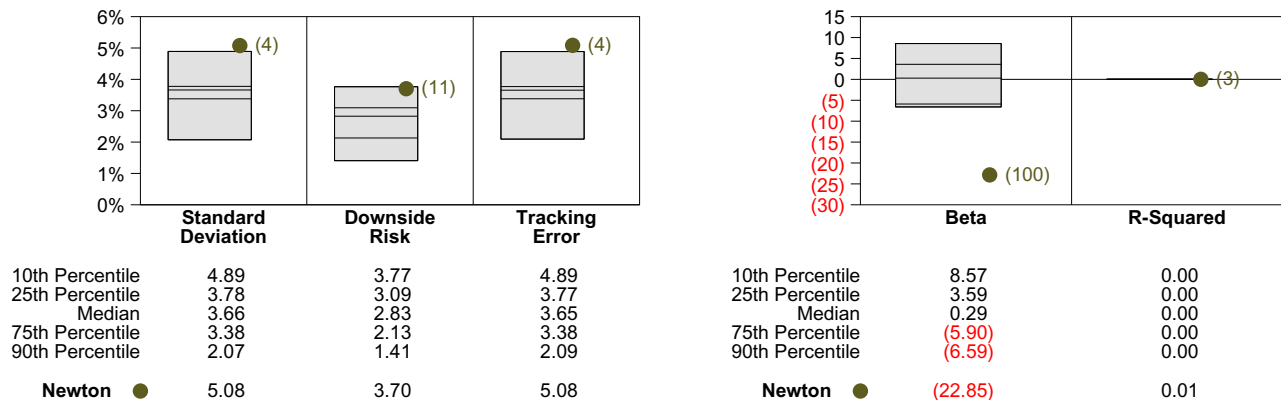 6%
5%
4%
3%
2%
1%
0%
(4)
(11)
(4)
Standard Deviation
Downside Risk
Tracking Error
10th Percentile 4.89 3.77 4.89
25th Percentile 3.78 3.09 3.77
Median 3.66 2.83 3.65
75th Percentile 3.38 2.13 3.38
90th Percentile 2.07 1.41 2.09
Newton 5.08 3.70 5.08
15
10
5
0
(5)
(10)
(15)
(20)
(25)
(30)
(100)
(3)
Beta R-Squared
10th Percentile 8.57 0.00
25th Percentile 3.59 0.00
Median 0.29 0.00
75th Percentile (5.90) 0.00
90th Percentile (6.59) 0.00
Newton (22.85) 0.01